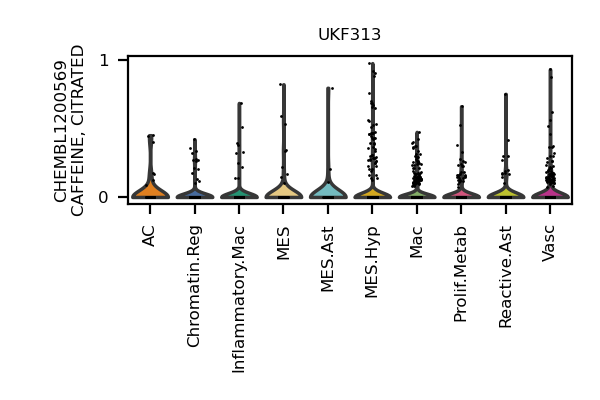 UKF313
CHEMBL1200569
CAFFEINE, CITRATED
1
0
AC
Chromatin.Reg
Inflammatory.Mac
MES
MES.Ast
MES.Hyp
Mac
Prolif.Metab
Reactive.Ast
Vasc